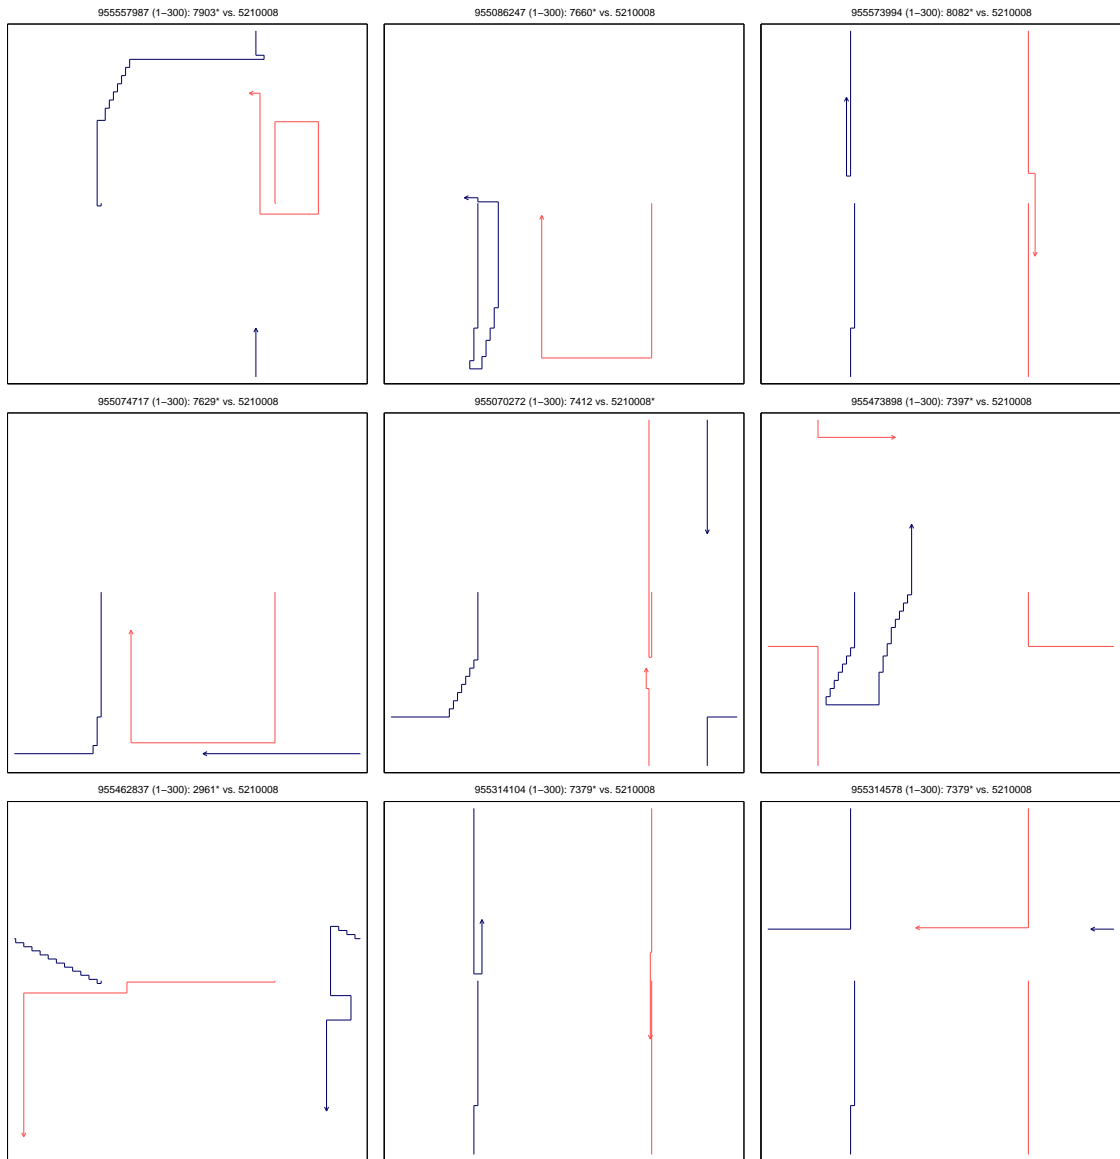 955557987 (1−300): 7903* vs. 5210008
955086247 (1−300): 7660* vs. 5210008
955573994 (1−300): 8082* vs. 5210008
955074717 (1−300): 7629* vs. 5210008
955070272 (1−300): 7412 vs. 5210008*
955473898 (1−300): 7397* vs. 5210008
955462837 (1−300): 2961* vs. 5210008
955314104 (1−300): 7379* vs. 5210008
955314578 (1−300): 7379* vs. 5210008